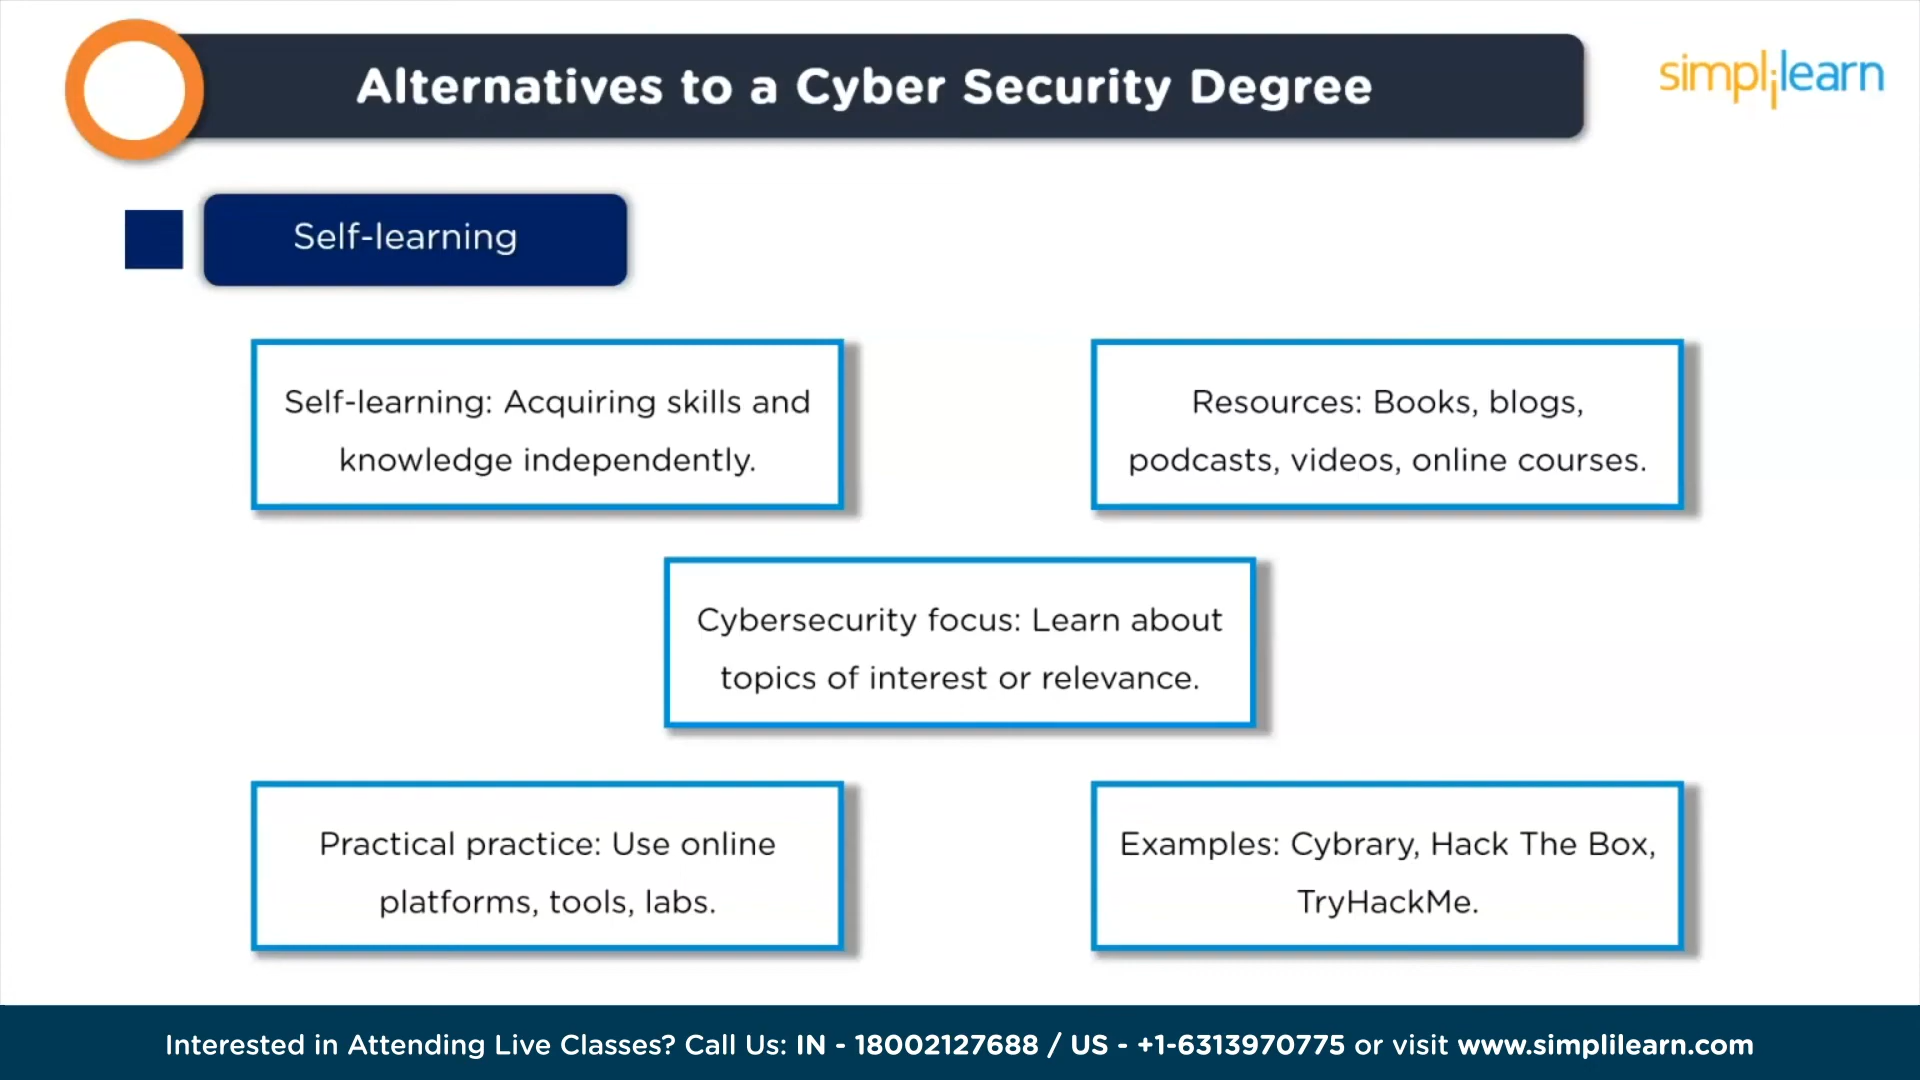 Alternatives to a Cyber Security Degree
simplilearn
Self-learning
Self-learning: Acquiring skills and
knowledge independently.
Resources: Books, blogs,
podcasts, videos, online courses.
Cybersecurity focus: Learn about
topics of interest or relevance.
Practical practice: Use online
platforms, tools, labs.
Examples: Cybrary, Hack The Box,
TryHackMe.
Interested in Attending Live Classes? Call Us: IN - 18002127688 / US - +1-6313970775 or visit www.simplilearn.com